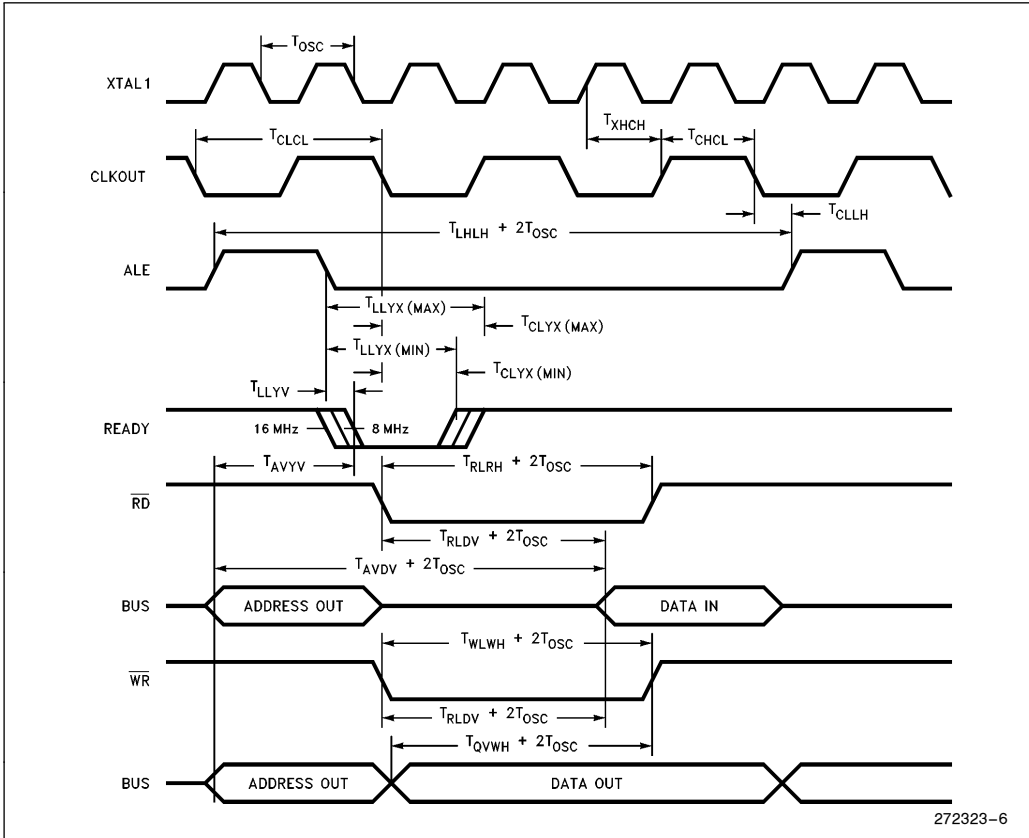 T_OSC
XTAL1
T_XHCH
T_CLCL
T_CHCL
CLKOUT
T_CLLH
T_LHLH + 2T_OSC
ALE
T_LLYX (MAX)
T_CLYX (MAX)
T_LLYX (MIN)
T_CLYX (MIN)
T_LLYV
READY
16 MHz
8 MHz
T_AVYV
T_RLRH + 2T_OSC
RD
T_RLDV + 2T_OSC
T_AVDV + 2T_OSC
BUS
ADDRESS OUT
DATA IN
T_WLWH + 2T_OSC
WR
T_RLDV + 2T_OSC
T_QVWH + 2T_OSC
BUS
ADDRESS OUT
DATA OUT
272323–6